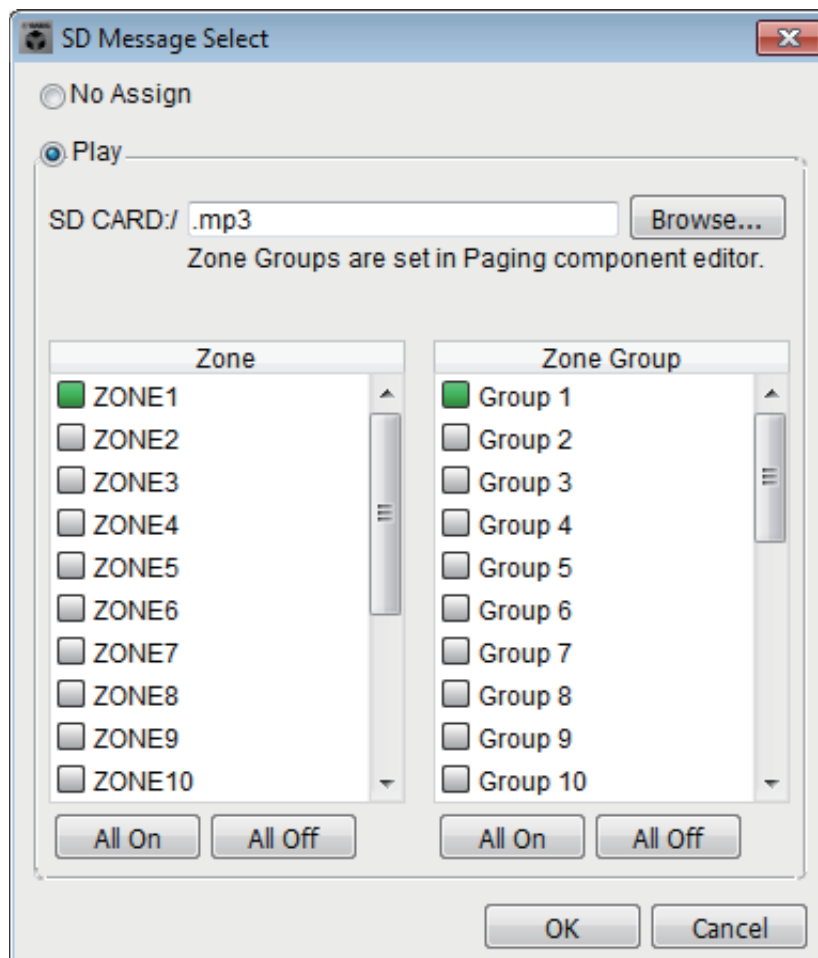 SD Message Select
No Assign
Play
SD CARD:/ .mp3 Browse...
Zone Groups are set in Paging component editor.
Zone Zone Group
ZONE1 Group 1
ZONE2 Group 2
ZONE3 Group 3
ZONE4 Group 4
ZONE5 Group 5
ZONE6 Group 6
ZONE7 Group 7
ZONE8 Group 8
ZONE9 Group 9
ZONE10 Group 10
All On All Off All On All Off
OK Cancel